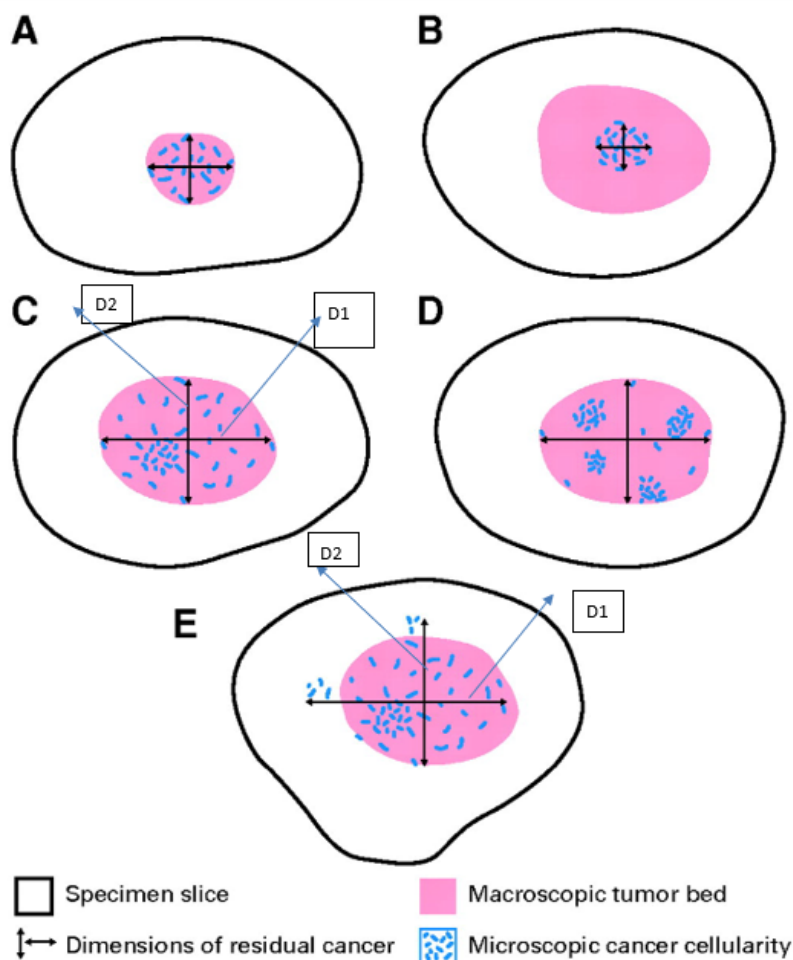 A
B
C
D2
D1
D
D2
E
D1
Specimen slice
Macroscopic tumor bed
Dimensions of residual cancer
Microscopic cancer cellularity